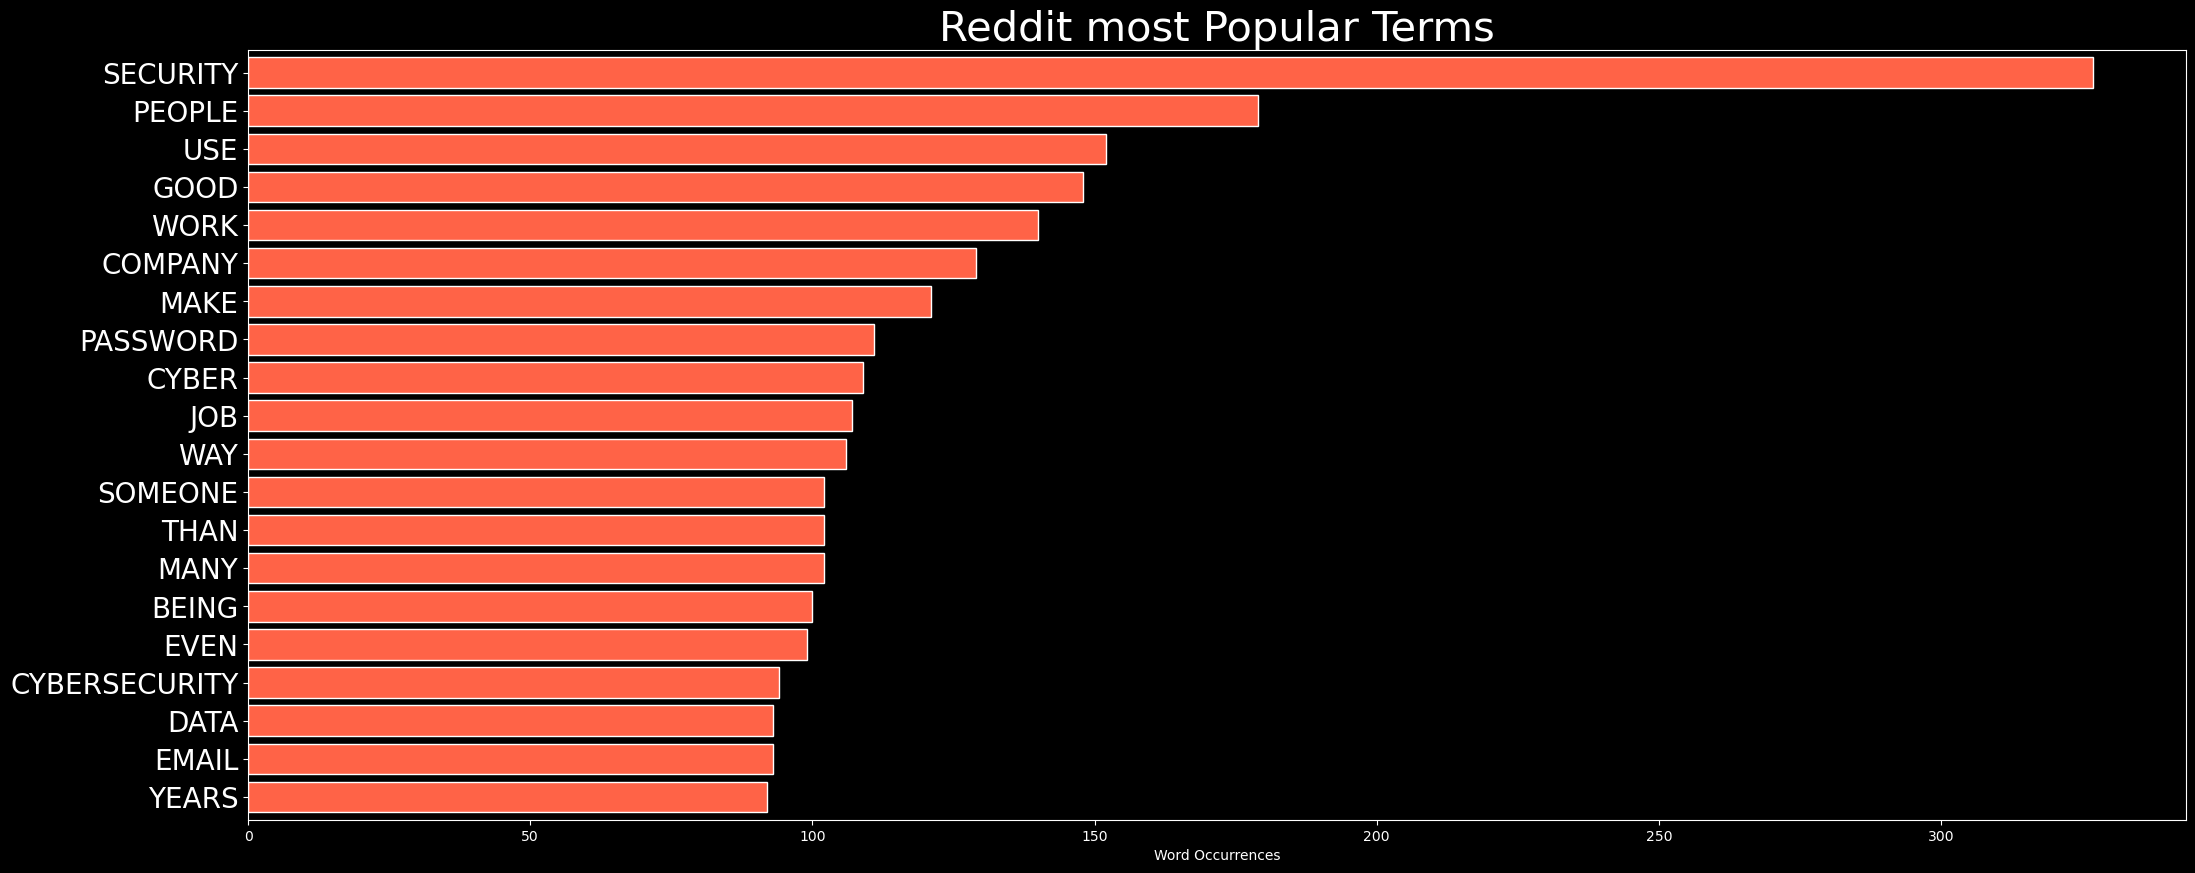 Reddit most Popular Terms
SECURITY
PEOPLE
USE
GOOD
WORK
COMPANY
MAKE
PASSWORD
CYBER
JOB
WAY
SOMEONE
THAN
MANY
BEING
EVEN
CYBERSECURITY
DATA
EMAIL
YEARS
0 50 100 150 200 250 300
Word Occurrences